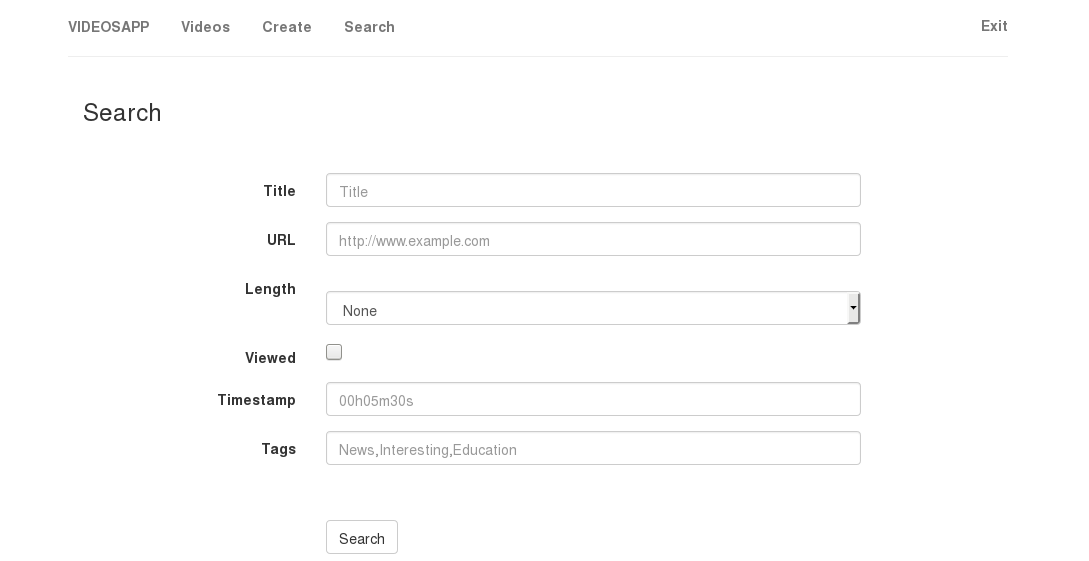 VIDEOSAPP Videos Create Search Exit
Search
Title Title
URL http://www.example.com
Length
None
Viewed
Timestamp 00h05m30s
Tags News,Interesting,Education
Search